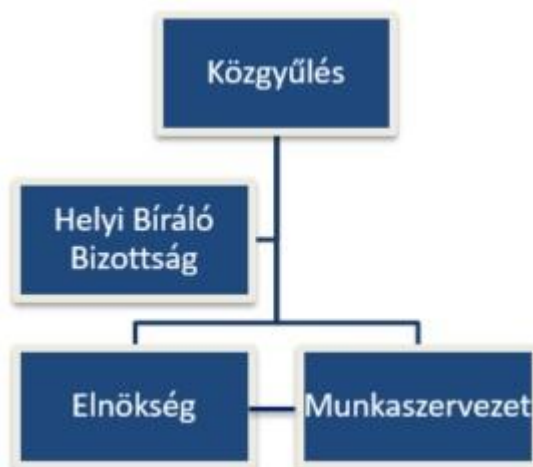 Közgyűlés
Helyi Bíráló
Bizottság
Elnökség
Munkaszervezet